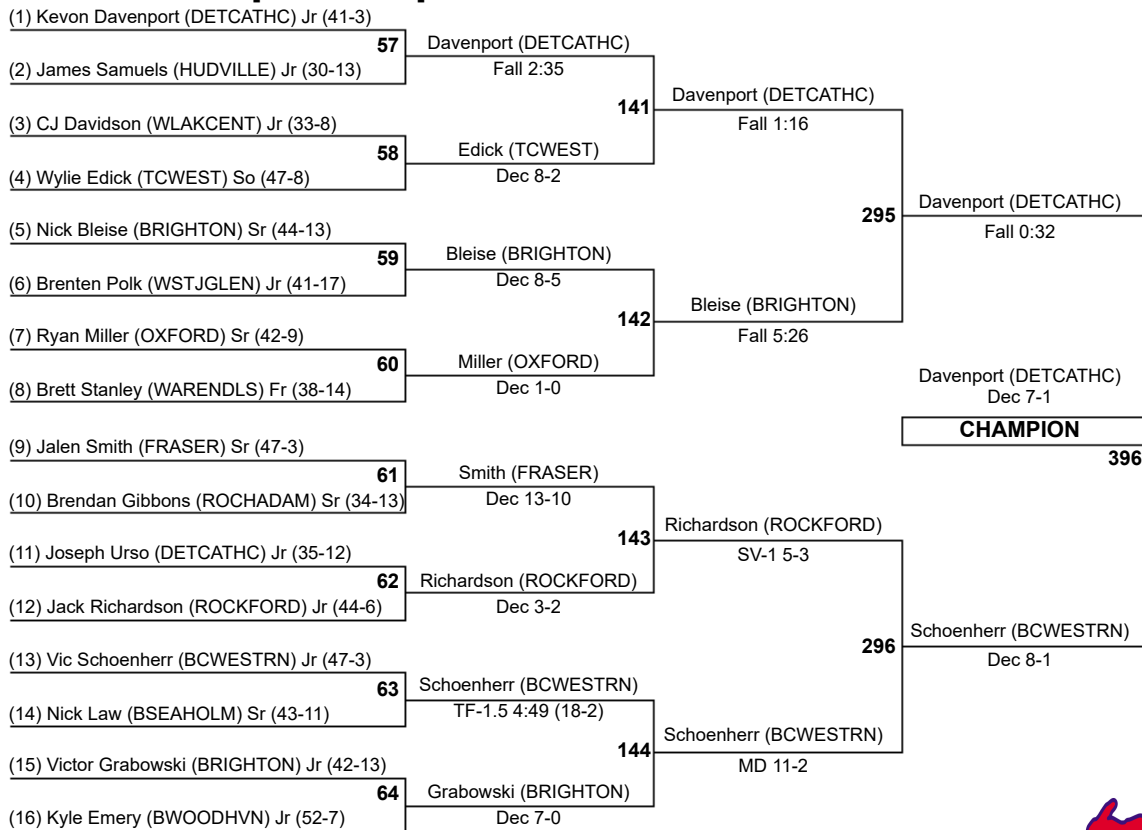 (1) Kevon Davenport (DETCATHC) Jr (41-3)
57
Davenport (DETCATHC)
Fall 2:35
(2) James Samuels (HUDVILLE) Jr (30-13)
141
Davenport (DETCATHC)
Fall 1:16
(3) CJ Davidson (WLAKCENT) Jr (33-8)
58
Edick (TCWEST)
Dec 8-2
(4) Wylie Edick (TCWEST) So (47-8)
295
Davenport (DETCATHC)
Fall 0:32
(5) Nick Bleise (BRIGHTON) Sr (44-13)
59
Bleise (BRIGHTON)
Dec 8-5
(6) Brenten Polk (WSTJGLEN) Jr (41-17)
142
Bleise (BRIGHTON)
Fall 5:26
(7) Ryan Miller (OXFORD) Sr (42-9)
60
Miller (OXFORD)
Dec 1-0
(8) Brett Stanley (WARENDLS) Fr (38-14)
Davenport (DETCATHC)
Dec 7-1
CHAMPION
396
(9) Jalen Smith (FRASER) Sr (47-3)
61
Smith (FRASER)
Dec 13-10
(10) Brendan Gibbons (ROCHADAM) Sr (34-13)
143
Richardson (ROCKFORD)
SV-1 5-3
(11) Joseph Urso (DETCATHC) Jr (35-12)
62
Richardson (ROCKFORD)
Dec 3-2
(12) Jack Richardson (ROCKFORD) Jr (44-6)
296
Schoenherr (BCWESTRN)
Dec 8-1
(13) Vic Schoenherr (BCWESTRN) Jr (47-3)
63
Schoenherr (BCWESTRN)
TF-1.5 4:49 (18-2)
(14) Nick Law (BSEAHOLM) Sr (43-11)
144
Schoenherr (BCWESTRN)
MD 11-2
(15) Victor Grabowski (BRIGHTON) Jr (42-13)
64
Grabowski (BRIGHTON)
Dec 7-0
(16) Kyle Emery (BWOODHVN) Jr (52-7)